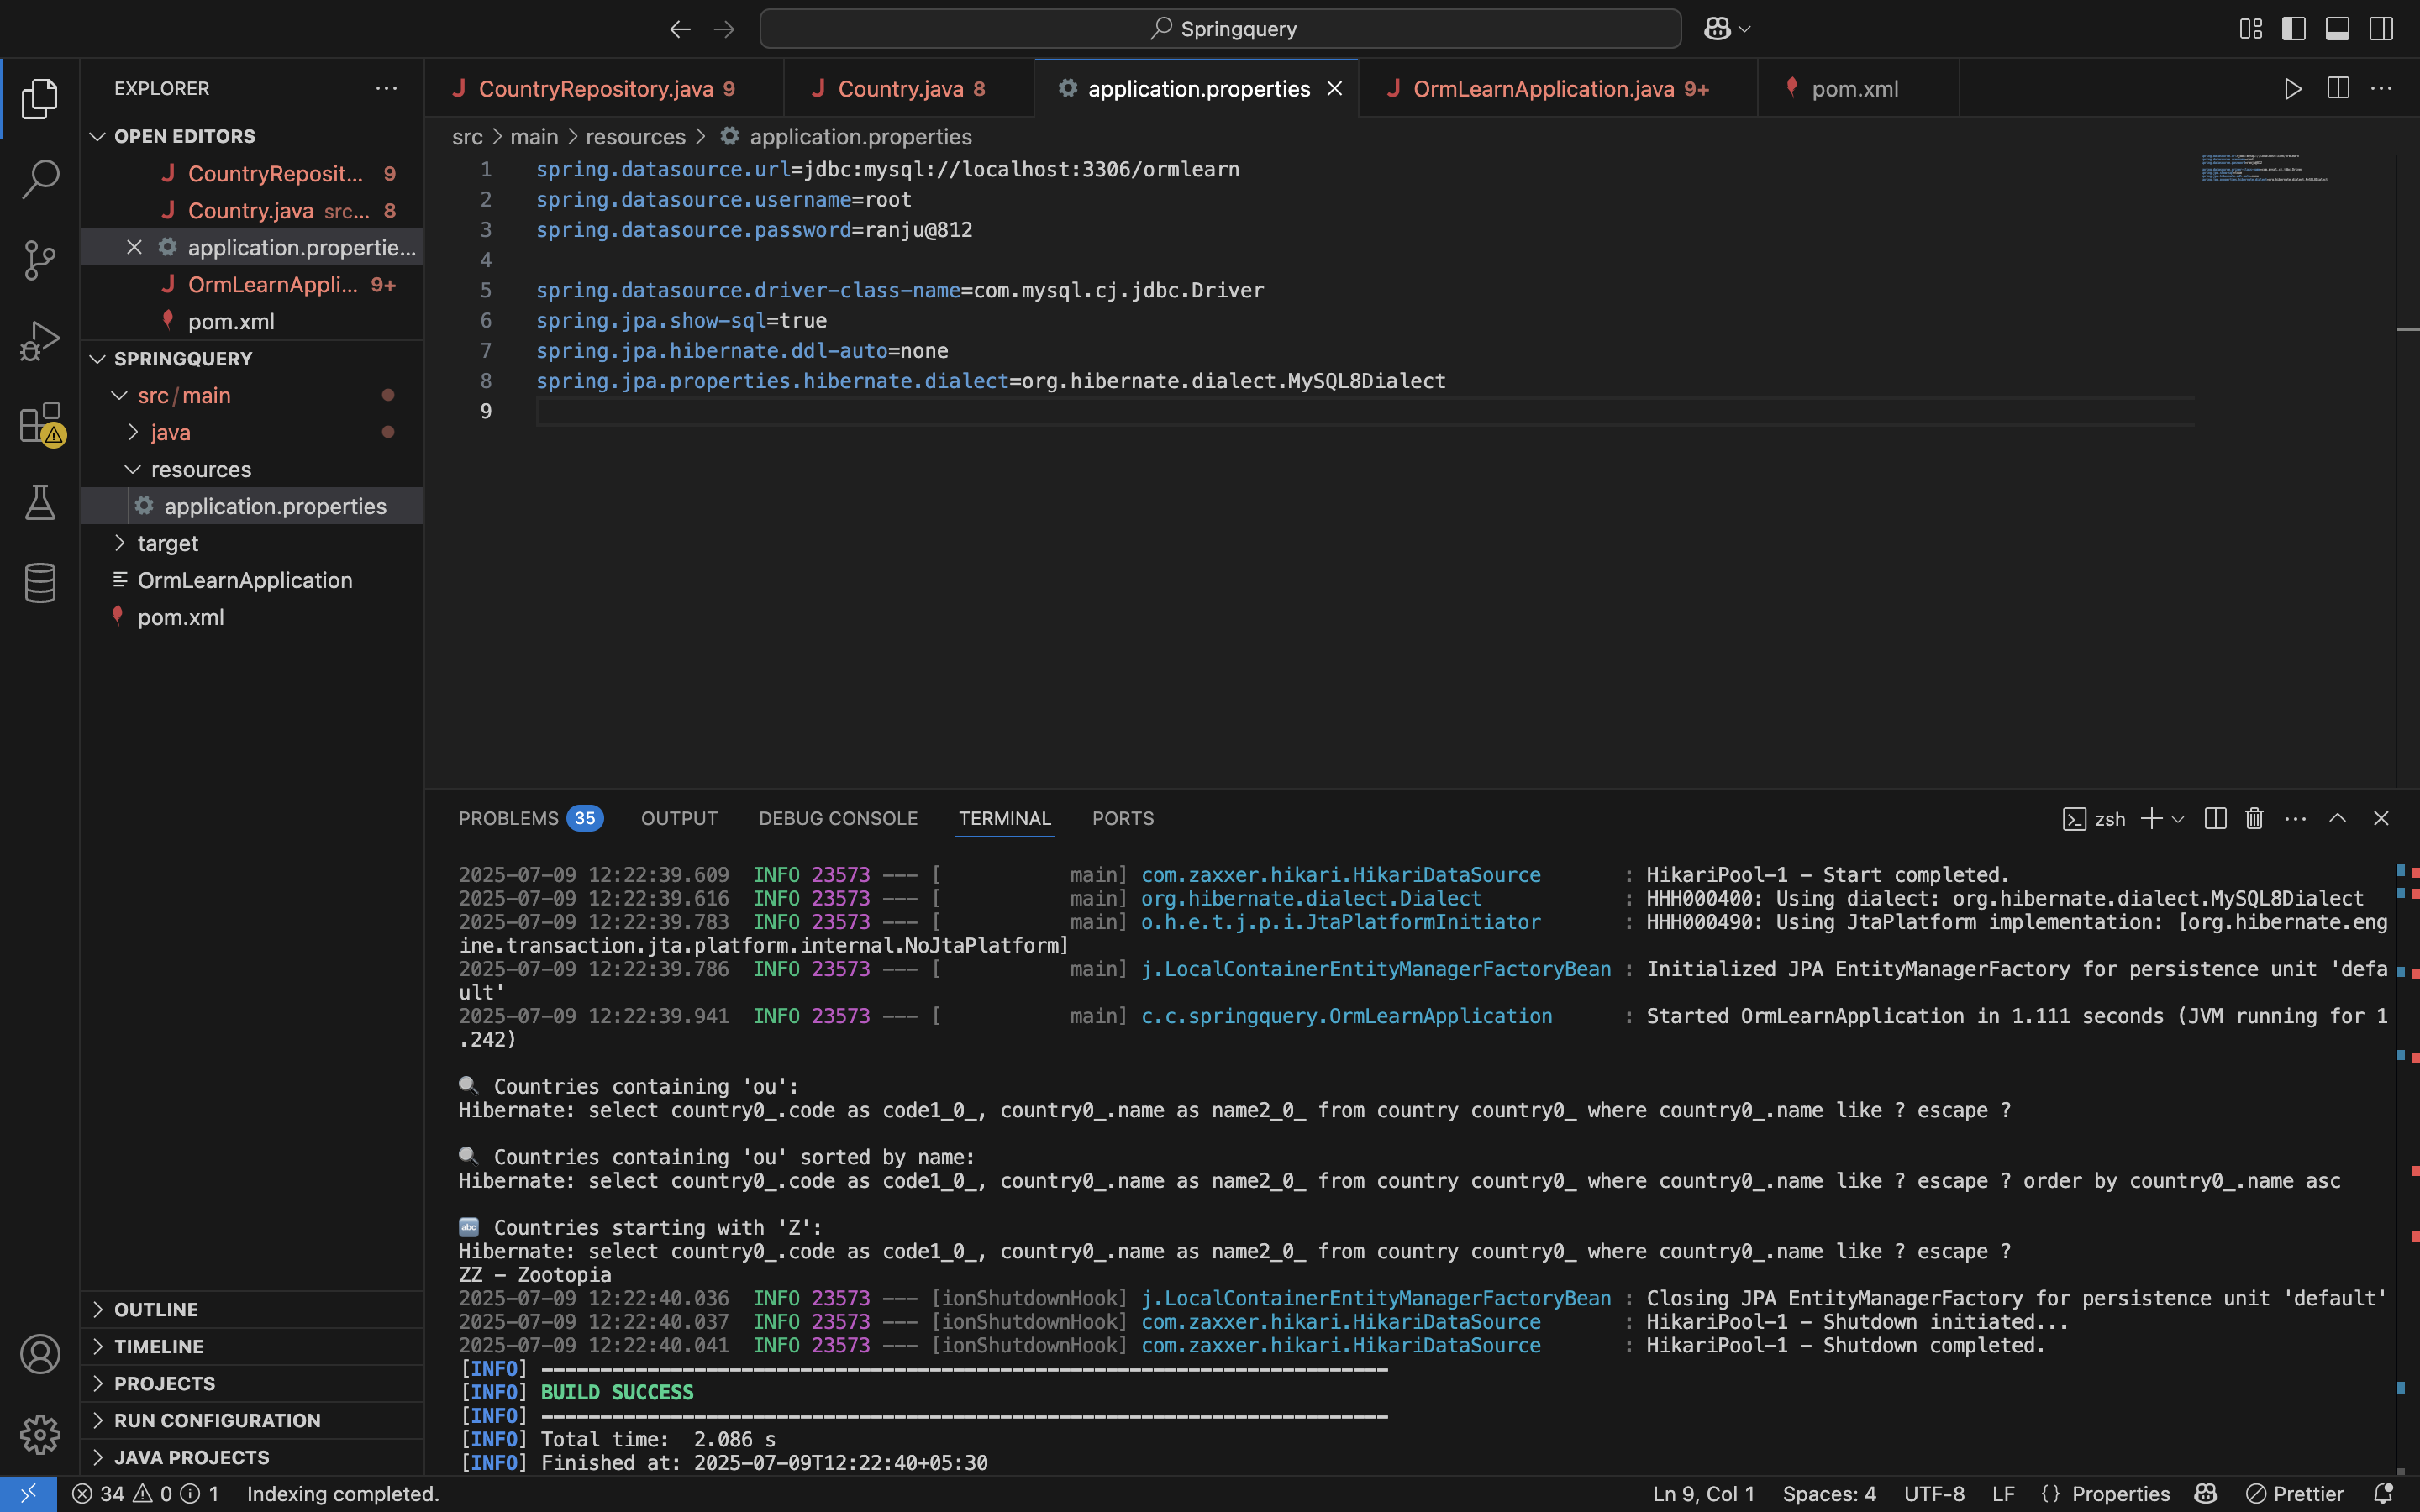 Springquery
EXPLORER
OPEN EDITORS
CountryReposit... 9
Country.java src... 8
application.propertie...
OrmLearnAppli... 9+
pom.xml
SPRINGQUERY
src/main
java
resources
application.properties
target
OrmLearnApplication
pom.xml
OUTLINE
TIMELINE
PROJECTS
RUN CONFIGURATION
JAVA PROJECTS
CountryRepository.java 9
Country.java 8
application.properties
OrmLearnApplication.java 9+
pom.xml
src > main > resources > application.properties
1 spring.datasource.url=jdbc:mysql://localhost:3306/ormlearn
2 spring.datasource.username=root
3 spring.datasource.password=ranju@812
4
5 spring.datasource.driver-class-name=com.mysql.cj.jdbc.Driver
6 spring.jpa.show-sql=true
7 spring.jpa.hibernate.ddl-auto=none
8 spring.jpa.properties.hibernate.dialect=org.hibernate.dialect.MySQL8Dialect
9
PROBLEMS 35 OUTPUT DEBUG CONSOLE TERMINAL PORTS
zsh
2025-07-09 12:22:39.609 INFO 23573 --- [ main] com.zaxxer.hikari.HikariDataSource : HikariPool-1 - Start completed.
2025-07-09 12:22:39.616 INFO 23573 --- [ main] org.hibernate.dialect.Dialect : HHH000400: Using dialect: org.hibernate.dialect.MySQL8Dialect
2025-07-09 12:22:39.783 INFO 23573 --- [ main] o.h.e.t.j.p.i.JtaPlatformInitiator : HHH000490: Using JtaPlatform implementation: [org.hibernate.eng
ine.transaction.jta.platform.internal.NoJtaPlatform]
2025-07-09 12:22:39.786 INFO 23573 --- [ main] j.LocalContainerEntityManagerFactoryBean : Initialized JPA EntityManagerFactory for persistence unit 'defa
ult'
2025-07-09 12:22:39.941 INFO 23573 --- [ main] c.c.springquery.OrmLearnApplication : Started OrmLearnApplication in 1.111 seconds (JVM running for 1
.242)
🔍 Countries containing 'ou':
Hibernate: select country0_.code as code1_0_, country0_.name as name2_0_ from country country0_ where country0_.name like ? escape ?
🔍 Countries containing 'ou' sorted by name:
Hibernate: select country0_.code as code1_0_, country0_.name as name2_0_ from country country0_ where country0_.name like ? escape ? order by country0_.name asc
🔤 Countries starting with 'Z':
Hibernate: select country0_.code as code1_0_, country0_.name as name2_0_ from country country0_ where country0_.name like ? escape ?
ZZ - Zootopia
2025-07-09 12:22:40.036 INFO 23573 --- [ionShutdownHook] j.LocalContainerEntityManagerFactoryBean : Closing JPA EntityManagerFactory for persistence unit 'default'
2025-07-09 12:22:40.037 INFO 23573 --- [ionShutdownHook] com.zaxxer.hikari.HikariDataSource : HikariPool-1 - Shutdown initiated...
2025-07-09 12:22:40.041 INFO 23573 --- [ionShutdownHook] com.zaxxer.hikari.HikariDataSource : HikariPool-1 - Shutdown completed.
[INFO] ------------------------------------------------------------------------
[INFO] BUILD SUCCESS
[INFO] ------------------------------------------------------------------------
[INFO] Total time:  2.086 s
[INFO] Finished at: 2025-07-09T12:22:40+05:30
34 0 1 Indexing completed.
Ln 9, Col 1 Spaces: 4 UTF-8 LF {} Properties Prettier